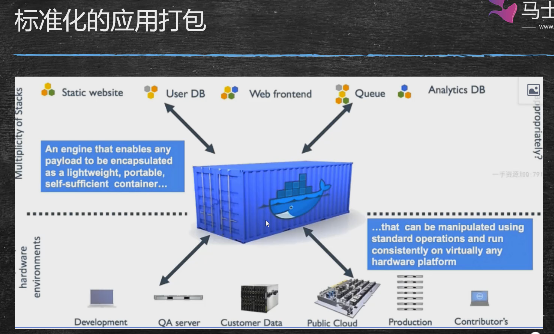 标准化的应用打包
马士
www.
Static website
User DB
Web frontend
Queue
Analytics DB
Multiplicity of Stacks
An engine that enables any
payload to be encapsulated
as a lightweight, portable,
self-sufficient container...
...that can be manipulated using
standard operations and run
consistently on virtually any
hardware platform
hardware
environments
Development
QA server
Customer Data
Public Cloud
Production
Contributor's